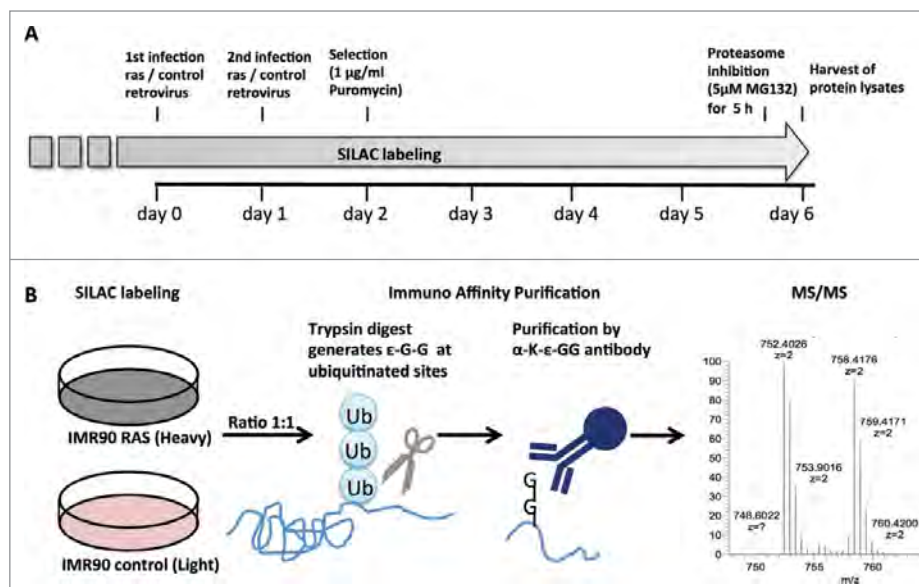 A
1st infection
ras / control
retrovirus
2nd infection
ras / control
retrovirus
Selection
(1 µg/ml
Puromycin)
Proteasome
inhibition
(5µM MG132)
for 5 h
Harvest of
protein lysates
SILAC labeling
day 0
day 1
day 2
day 3
day 4
day 5
day 6
B
SILAC labeling
Immuno Affinity Purification
MS/MS
IMR90 RAS (Heavy)
IMR90 control (Light)
Ratio 1:1
Trypsin digest
generates ε-G-G at
ubiquitinated sites
Ub
Ub
Ub
Purification by
α-K-ε-GG antibody
G
G
752.4026
z=2
758.4176
z=2
759.4171
z=2
753.9016
z=2
748.6022
z=?
760.4200
z=2
100
90
80
70
60
50
40
30
20
10
0
750
755
760
m/z